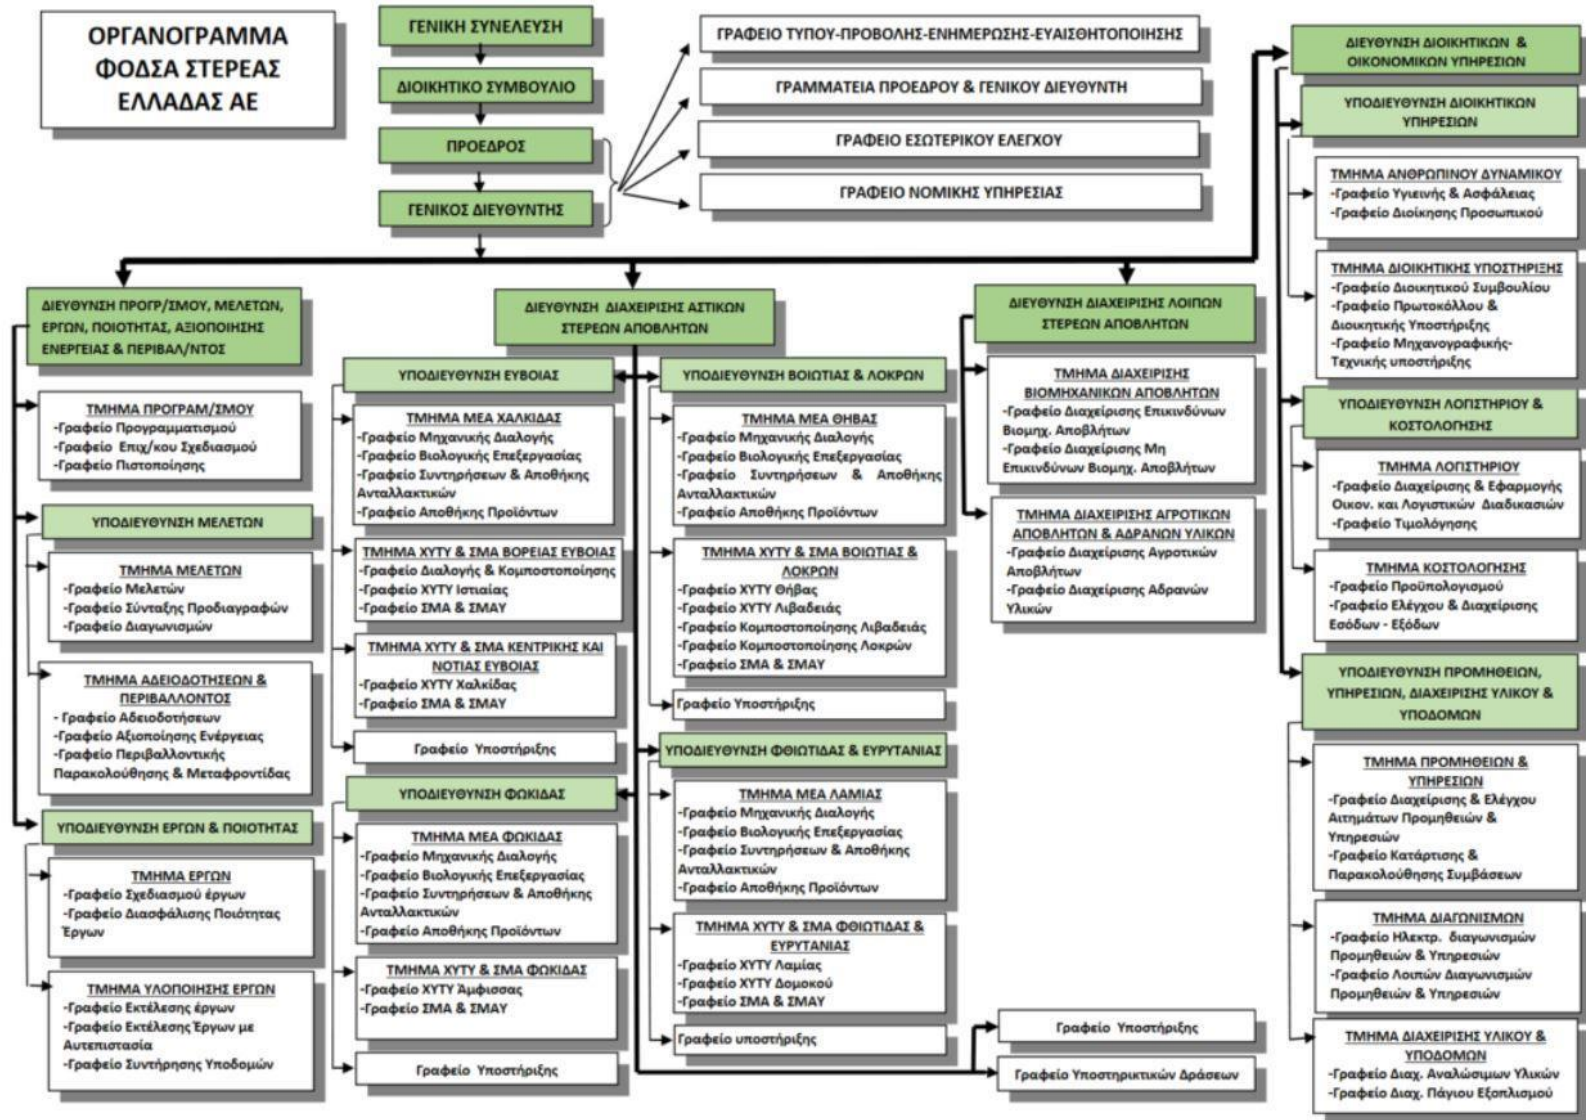 ΟΡΓΑΝΟΓΡΑΜΜΑ
ΦΟΔΣΑ ΣΤΕΡΕΑΣ
ΕΛΛΑΔΑΣ ΑΕ
ΓΕΝΙΚΗ ΣΥΝΕΛΕΥΣΗ
ΔΙΟΙΚΗΤΙΚΟ ΣΥΜΒΟΥΛΙΟ
ΠΡΟΕΔΡΟΣ
ΓΕΝΙΚΟΣ ΔΙΕΥΘΥΝΤΗΣ
ΓΡΑΦΕΙΟ ΤΥΠΟΥ-ΠΡΟΒΟΛΗΣ-ΕΝΗΜΕΡΩΣΗΣ-ΕΥΑΙΣΘΗΤΟΠΟΙΗΣΗΣ
ΓΡΑΜΜΑΤΕΙΑ ΠΡΟΕΔΡΟΥ & ΓΕΝΙΚΟΥ ΔΙΕΥΘΥΝΤΗ
ΓΡΑΦΕΙΟ ΕΣΩΤΕΡΙΚΟΥ ΕΛΕΓΧΟΥ
ΓΡΑΦΕΙΟ ΝΟΜΙΚΗΣ ΥΠΗΡΕΣΙΑΣ
ΔΙΕΥΘΥΝΣΗ ΠΡΟΓΡ/ΣΜΟΥ, ΜΕΛΕΤΩΝ,
ΕΡΓΩΝ, ΠΟΙΟΤΗΤΑΣ, ΑΞΙΟΠΟΙΗΣΗΣ
ΕΝΕΡΓΕΙΑΣ & ΠΕΡΙΒΑΛ/ΝΤΟΣ
ΤΜΗΜΑ ΠΡΟΓΡΑΜ/ΣΜΟΥ
-Γραφείο Προγραμματισμού
-Γραφείο Επιχ/κου Σχεδιασμού
-Γραφείο Πιστοποίησης
ΥΠΟΔΙΕΥΘΥΝΣΗ ΜΕΛΕΤΩΝ
ΤΜΗΜΑ ΜΕΛΕΤΩΝ
-Γραφείο Μελετών
-Γραφείο Σύνταξης Προδιαγραφών
-Γραφείο Διαγωνισμών
ΤΜΗΜΑ ΑΔΕΙΟΔΟΤΗΣΕΩΝ &
ΠΕΡΙΒΑΛΛΟΝΤΟΣ
- Γραφείο Αδειοδοτήσεων
-Γραφείο Αξιοποίησης Ενέργειας
-Γραφείο Περιβαλλοντικής
Παρακολούθησης & Μεταφροντίδας
ΥΠΟΔΙΕΥΘΥΝΣΗ ΕΡΓΩΝ & ΠΟΙΟΤΗΤΑΣ
ΤΜΗΜΑ ΕΡΓΩΝ
-Γραφείο Σχεδιασμού έργων
-Γραφείο Διασφάλισης Ποιότητας
Έργων
ΤΜΗΜΑ ΥΛΟΠΟΙΗΣΗΣ ΕΡΓΩΝ
-Γραφείο Εκτέλεσης έργων
-Γραφείο Εκτέλεσης Έργων με
Αυτεπιστασία
-Γραφείο Συντήρησης Υποδομών
ΔΙΕΥΘΥΝΣΗ ΔΙΑΧΕΙΡΙΣΗΣ ΑΣΤΙΚΩΝ
ΣΤΕΡΕΩΝ ΑΠΟΒΛΗΤΩΝ
ΥΠΟΔΙΕΥΘΥΝΣΗ ΕΥΒΟΙΑΣ
ΤΜΗΜΑ ΜΕΑ ΧΑΛΚΙΔΑΣ
-Γραφείο Μηχανικής Διαλογής
-Γραφείο Βιολογικής Επεξεργασίας
-Γραφείο Συντηρήσεων & Αποθήκης
Ανταλλακτικών
-Γραφείο Αποθήκης Προϊόντων
ΤΜΗΜΑ ΧΥΤΥ & ΣΜΑ ΒΟΡΕΙΑΣ ΕΥΒΟΙΑΣ
-Γραφείο Διαλογής & Κομποστοποίησης
-Γραφείο ΧΥΤΥ Ιστιαίας
-Γραφείο ΣΜΑ & ΣΜΑΥ
ΤΜΗΜΑ ΧΥΤΥ & ΣΜΑ ΚΕΝΤΡΙΚΗΣ ΚΑΙ
ΝΟΤΙΑΣ ΕΥΒΟΙΑΣ
-Γραφείο ΧΥΤΥ Χαλκίδας
-Γραφείο ΣΜΑ & ΣΜΑΥ
Γραφείο Υποστήριξης
ΥΠΟΔΙΕΥΘΥΝΣΗ ΦΩΚΙΔΑΣ
ΤΜΗΜΑ ΜΕΑ ΦΩΚΙΔΑΣ
-Γραφείο Μηχανικής Διαλογής
-Γραφείο Βιολογικής Επεξεργασίας
-Γραφείο Συντηρήσεων & Αποθήκης
Ανταλλακτικών
-Γραφείο Αποθήκης Προϊόντων
ΤΜΗΜΑ ΧΥΤΥ & ΣΜΑ ΦΩΚΙΔΑΣ
-Γραφείο ΧΥΤΥ Άμφισσας
-Γραφείο ΣΜΑ & ΣΜΑΥ
Γραφείο Υποστήριξης
ΥΠΟΔΙΕΥΘΥΝΣΗ ΒΟΙΩΤΙΑΣ & ΛΟΚΡΩΝ
ΤΜΗΜΑ ΜΕΑ ΘΗΒΑΣ
-Γραφείο Μηχανικής Διαλογής
-Γραφείο Βιολογικής Επεξεργασίας
-Γραφείο Συντηρήσεων & Αποθήκης
Ανταλλακτικών
-Γραφείο Αποθήκης Προϊόντων
ΤΜΗΜΑ ΧΥΤΥ & ΣΜΑ ΒΟΙΩΤΙΑΣ &
ΛΟΚΡΩΝ
-Γραφείο ΧΥΤΥ Θήβας
-Γραφείο ΧΥΤΥ Λιβαδειάς
-Γραφείο Κομποστοποίησης Λιβαδειάς
-Γραφείο Κομποστοποίησης Λοκρών
-Γραφείο ΣΜΑ & ΣΜΑΥ
Γραφείο Υποστήριξης
ΥΠΟΔΙΕΥΘΥΝΣΗ ΦΘΙΩΤΙΔΑΣ & ΕΥΡΥΤΑΝΙΑΣ
ΤΜΗΜΑ ΜΕΑ ΛΑΜΙΑΣ
-Γραφείο Μηχανικής Διαλογής
-Γραφείο Βιολογικής Επεξεργασίας
-Γραφείο Συντηρήσεων & Αποθήκης
Ανταλλακτικών
-Γραφείο Αποθήκης Προϊόντων
ΤΜΗΜΑ ΧΥΤΥ & ΣΜΑ ΦΘΙΩΤΙΔΑΣ &
ΕΥΡΥΤΑΝΙΑΣ
-Γραφείο ΧΥΤΥ Λαμίας
-Γραφείο ΧΥΤΥ Δομοκού
-Γραφείο ΣΜΑ & ΣΜΑΥ
Γραφείο υποστήριξης
ΔΙΕΥΘΥΝΣΗ ΔΙΑΧΕΙΡΙΣΗΣ ΛΟΙΠΩΝ
ΣΤΕΡΕΩΝ ΑΠΟΒΛΗΤΩΝ
ΤΜΗΜΑ ΔΙΑΧΕΙΡΙΣΗΣ
ΒΙΟΜΗΧΑΝΙΚΩΝ ΑΠΟΒΛΗΤΩΝ
-Γραφείο Διαχείρισης Επικινδύνων
Βιομηχ. Αποβλήτων
-Γραφείο Διαχείρισης Μη
Επικινδύνων Βιομηχ. Αποβλήτων
ΤΜΗΜΑ ΔΙΑΧΕΙΡΙΣΗΣ ΑΓΡΟΤΙΚΩΝ
ΑΠΟΒΛΗΤΩΝ & ΑΔΡΑΝΩΝ ΥΛΙΚΩΝ
-Γραφείο Διαχείρισης Αγροτικών
Αποβλήτων
-Γραφείο Διαχείρισης Αδρανών
Υλικών
Γραφείο Υποστήριξης
Γραφείο Υποστηρικτικών Δράσεων
ΔΙΕΥΘΥΝΣΗ ΔΙΟΙΚΗΤΙΚΩΝ &
ΟΙΚΟΝΟΜΙΚΩΝ ΥΠΗΡΕΣΙΩΝ
ΥΠΟΔΙΕΥΘΥΝΣΗ ΔΙΟΙΚΗΤΙΚΩΝ
ΥΠΗΡΕΣΙΩΝ
ΤΜΗΜΑ ΑΝΘΡΩΠΙΝΟΥ ΔΥΝΑΜΙΚΟΥ
-Γραφείο Υγιεινής & Ασφάλειας
-Γραφείο Διοίκησης Προσωπικού
ΤΜΗΜΑ ΔΙΟΙΚΗΤΙΚΗΣ ΥΠΟΣΤΗΡΙΞΗΣ
-Γραφείο Διοικητικού Συμβουλίου
-Γραφείο Πρωτοκόλλου &
Διοικητικής Υποστήριξης
-Γραφείο Μηχανογραφικής-
Τεχνικής υποστήριξης
ΥΠΟΔΙΕΥΘΥΝΣΗ ΛΟΓΙΣΤΗΡΙΟΥ &
ΚΟΣΤΟΛΟΓΗΣΗΣ
ΤΜΗΜΑ ΛΟΓΙΣΤΗΡΙΟΥ
-Γραφείο Διαχείρισης & Εφαρμογής
Οικον. και Λογιστικών Διαδικασιών
-Γραφείο Τιμολόγησης
ΤΜΗΜΑ ΚΟΣΤΟΛΟΓΗΣΗΣ
-Γραφείο Προϋπολογισμού
-Γραφείο Ελέγχου & Διαχείρισης
Εσόδων - Εξόδων
ΥΠΟΔΙΕΥΘΥΝΣΗ ΠΡΟΜΗΘΕΙΩΝ,
ΥΠΗΡΕΣΙΩΝ, ΔΙΑΧΕΙΡΙΣΗΣ ΥΛΙΚΟΥ &
ΥΠΟΔΟΜΩΝ
ΤΜΗΜΑ ΠΡΟΜΗΘΕΙΩΝ &
ΥΠΗΡΕΣΙΩΝ
-Γραφείο Διαχείρισης & Ελέγχου
Αιτημάτων Προμηθειών &
Υπηρεσιών
-Γραφείο Κατάρτισης &
Παρακολούθησης Συμβάσεων
ΤΜΗΜΑ ΔΙΑΓΩΝΙΣΜΩΝ
-Γραφείο Ηλεκτρ. διαγωνισμών
Προμηθειών & Υπηρεσιών
-Γραφείο Λοιπών Διαγωνισμών
Προμηθειών & Υπηρεσιών
ΤΜΗΜΑ ΔΙΑΧΕΙΡΙΣΗΣ ΥΛΙΚΟΥ &
ΥΠΟΔΟΜΩΝ
-Γραφείο Διαχ. Αναλώσιμων Υλικών
-Γραφείο Διαχ. Πάγιου Εξοπλισμού